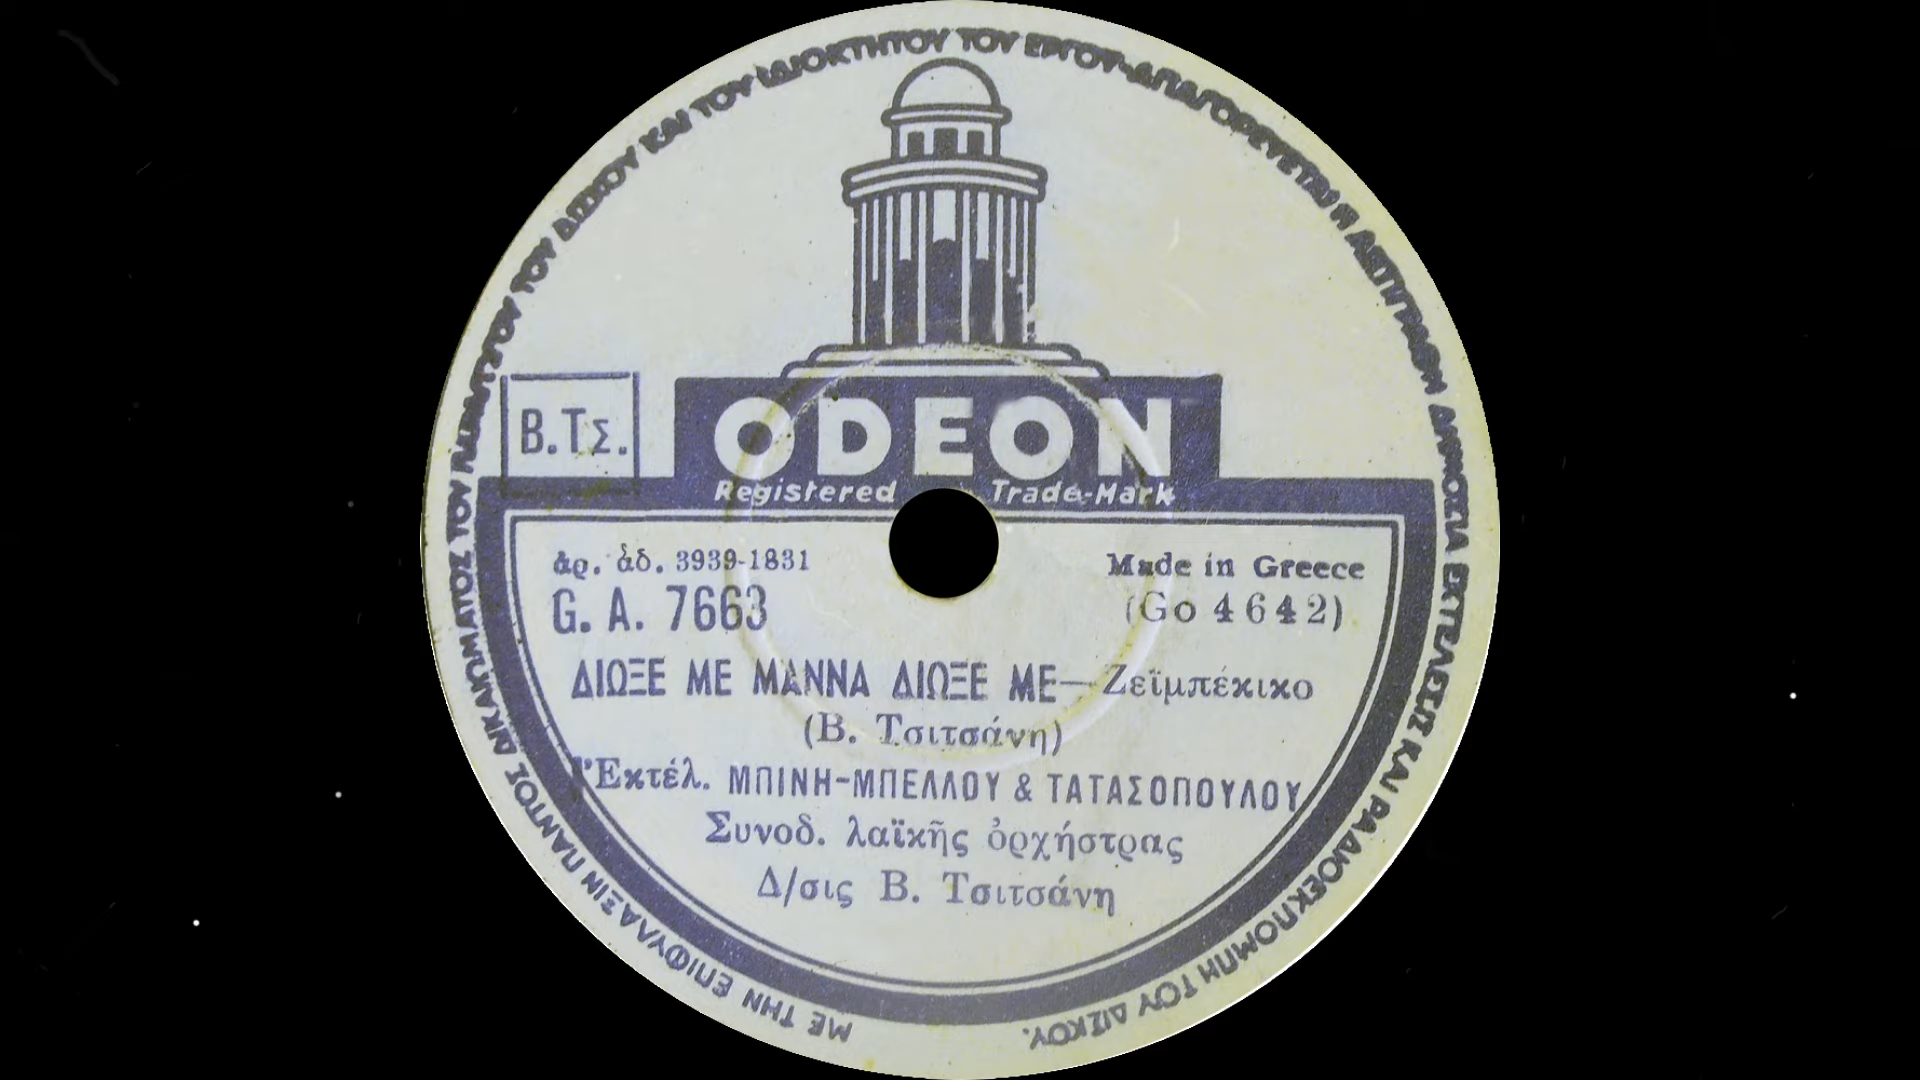 ΜΕ ΤΗΝ ΕΠΙΦΥΛΑΞΙΝ ΠΑΝΤΟΣ ΔΙΚΑΙΩΜΑΤΟΣ ΤΟΥ ΤΟΥ ΔΙΣΚΟΥ ΚΑΙ ΤΟΥ ΙΔΙΟΚΤΗΤΟΥ ΤΟΥ ΕΡΓΟΥ-ΑΠΑΓΟΡΕΥΕΤΑΙ Η ΑΝΤΙΓΡΑΦΗ ΔΗΜΟΣΙΑ ΕΚΤΕΛΕΣΙΣ ΚΑΙ ΡΑΔΙΟΕΚΠΟΜΠΗ ΤΟΥ ΔΙΣΚΟΥ.
Β.Τς.
ODEON
Registered Trade-Mark
ἀρ. ἀδ. 3939-1831
Made in Greece
G. A. 7663
(Go 4642)
ΔΙΩΞΕ ΜΕ ΜΑΝΝΑ ΔΙΩΞΕ ΜΕ—Ζεϊμπέκικο
(Β. Τσιτσάνη)
Ἐκτέλ. ΜΠΙΝΗ-ΜΠΕΛΛΟΥ & ΤΑΤΑΣΟΠΟΥΛΟΥ
Συνοδ. λαϊκῆς ὀρχήστρας
Δ/σις Β. Τσιτσάνη